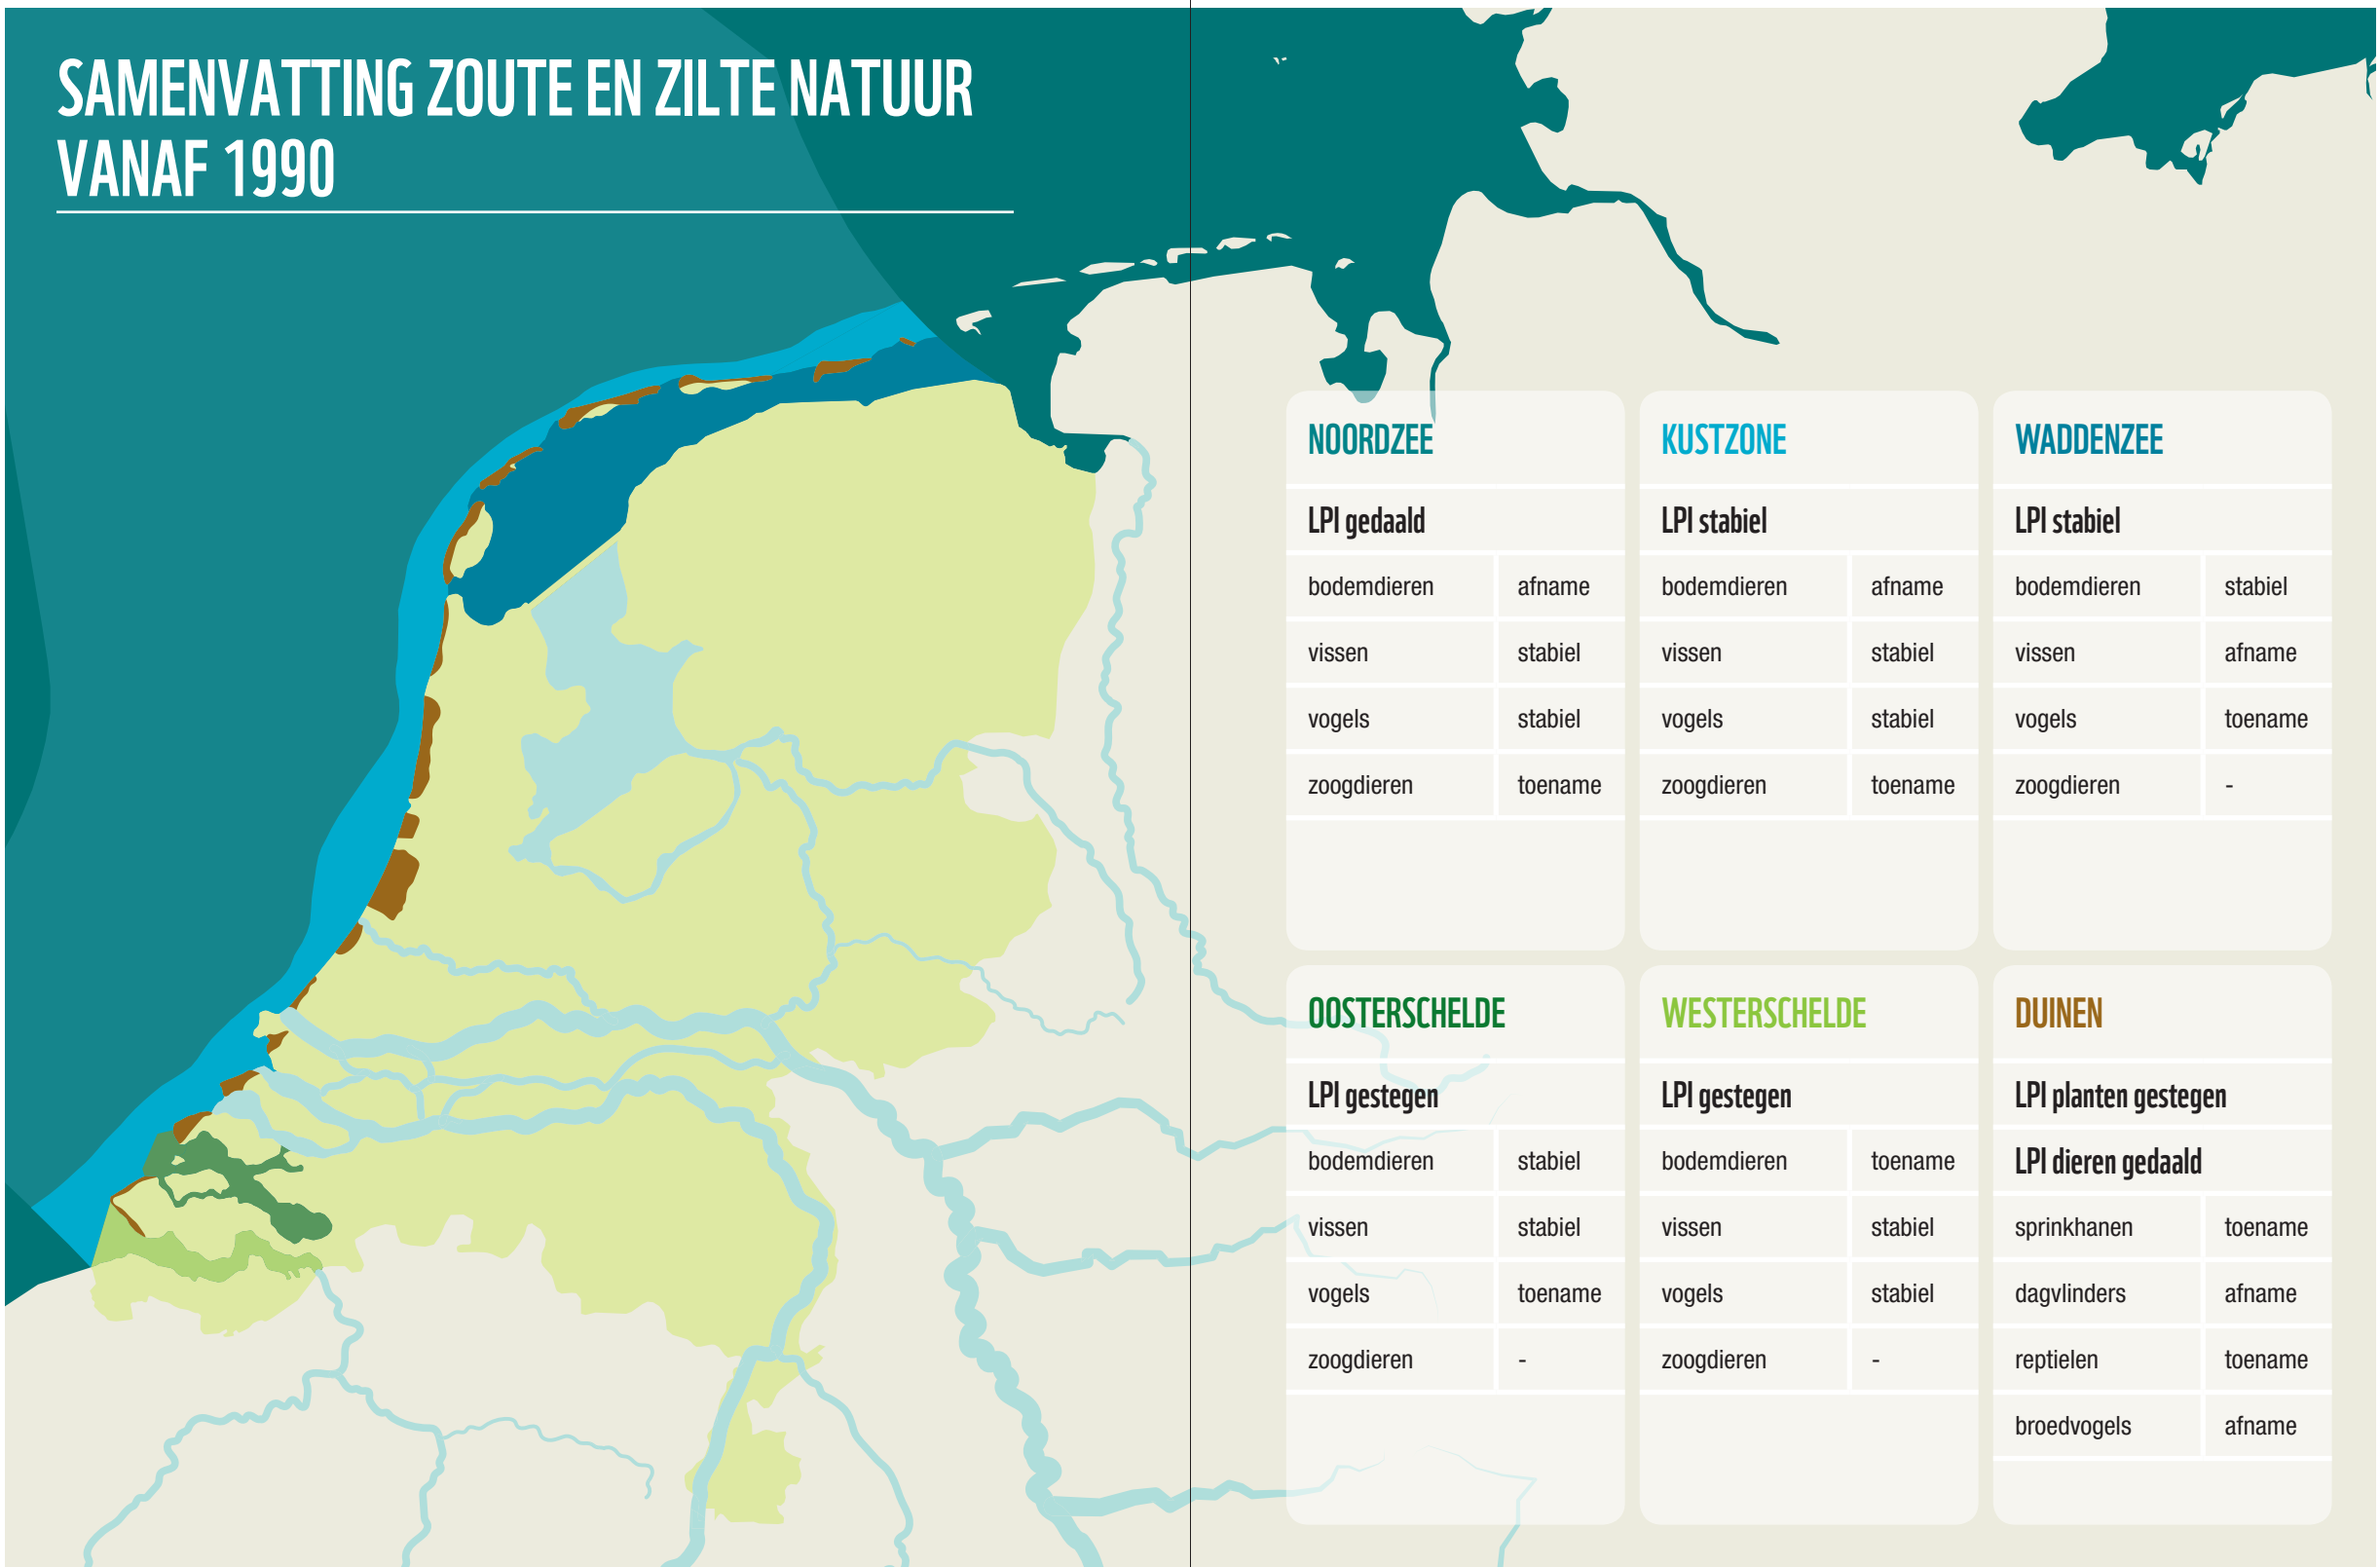 SAMENVATTING ZOUTE EN ZILTE NATUUR
VANAF 1990
NOORDZEE
LPI gedaald
bodemdieren afname
vissen stabiel
vogels stabiel
zoogdieren toename
KUSTZONE
LPI stabiel
bodemdieren afname
vissen stabiel
vogels stabiel
zoogdieren toename
WADDENZEE
LPI stabiel
bodemdieren stabiel
vissen afname
vogels toename
zoogdieren -
OOSTERSCHELDE
LPI gestegen
bodemdieren stabiel
vissen stabiel
vogels toename
zoogdieren -
WESTERSCHELDE
LPI gestegen
bodemdieren toename
vissen stabiel
vogels stabiel
zoogdieren -
DUINEN
LPI planten gestegen
LPI dieren gedaald
sprinkhanen toename
dagvlinders afname
reptielen toename
broedvogels afname